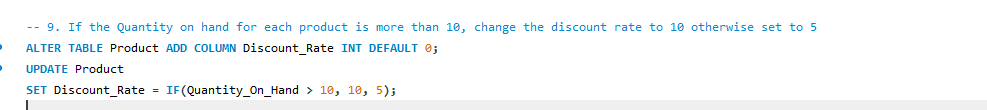 -- 9. If the Quantity on hand for each product is more than 10, change the discount rate to 10 otherwise set to 5
ALTER TABLE Product ADD COLUMN Discount_Rate INT DEFAULT 0;
UPDATE Product
SET Discount_Rate = IF(Quantity_On_Hand > 10, 10, 5);